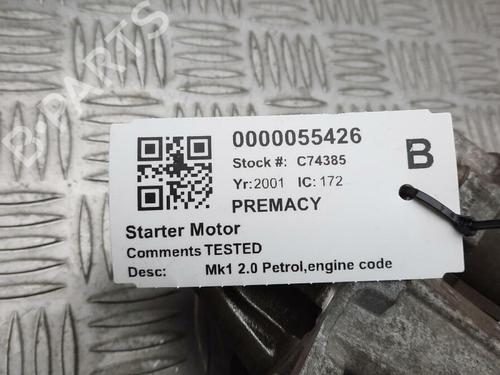 B-PARTS
0000055426
Stock #: C74385
B
Yr: 2001 IC: 172
PREMACY
Starter Motor
Comments TESTED
Desc: Mk1 2.0 Petrol,engine code